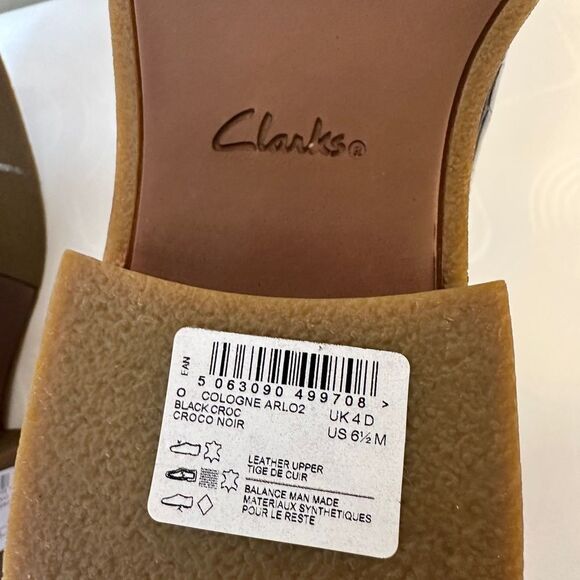 Clarks®
EAN
5 063090 499708 >
O COLOGNE ARLO2 UK 4 D
BLACK CROC US 6½ M
CROCO NOIR
LEATHER UPPER
TIGE DE CUIR
BALANCE MAN MADE
MATERIAUX SYNTHETIQUES
POUR LE RESTE